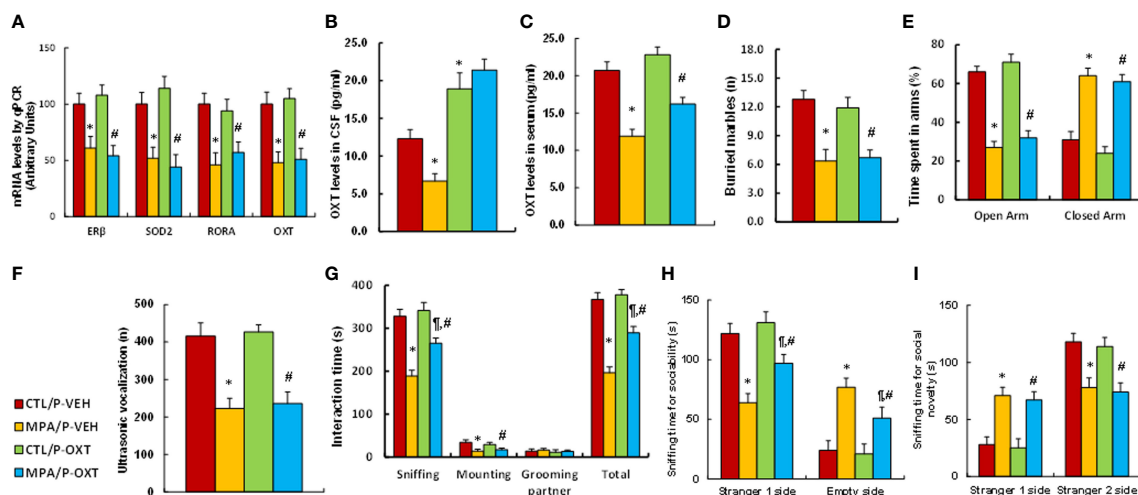 A
mRNA levels by qPCR
(Arbitrary Units)
150
100
50
0
*
#
*
#
*
#
*
#
ERβ SOD2 RORA OXT
B
OXT levels in CSF (pg/ml)
25.0
20.0
15.0
10.0
5.0
0.0
*
*
C
OXT levels in serum(pg/ml)
25.0
20.0
15.0
10.0
5.0
0.0
*
#
D
Burried marbles (n)
18.0
15.0
12.0
9.0
6.0
3.0
.0
*
#
E
Time spent in arms (%)
80
60
40
20
0
*
#
*
#
Open Arm Closed Arm
F
Ultrasonic vocalization (n)
500
400
300
200
100
0
*
#
CTL/P-VEH
MPA/P-VEH
CTL/P-OXT
MPA/P-OXT
G
Interaction time (s)
400
300
200
100
0
*
¶,#
*
#
*
¶,#
Sniffing Mounting Grooming Total
partner
H
Sniffing time for sociability (s)
150
100
50
0
*
¶,#
*
¶,#
Stranger 1 side Empty side
I
Sniffing time for social
novelty (s)
150
100
50
0
*
#
*
#
Stranger 1 side Stranger 2 side